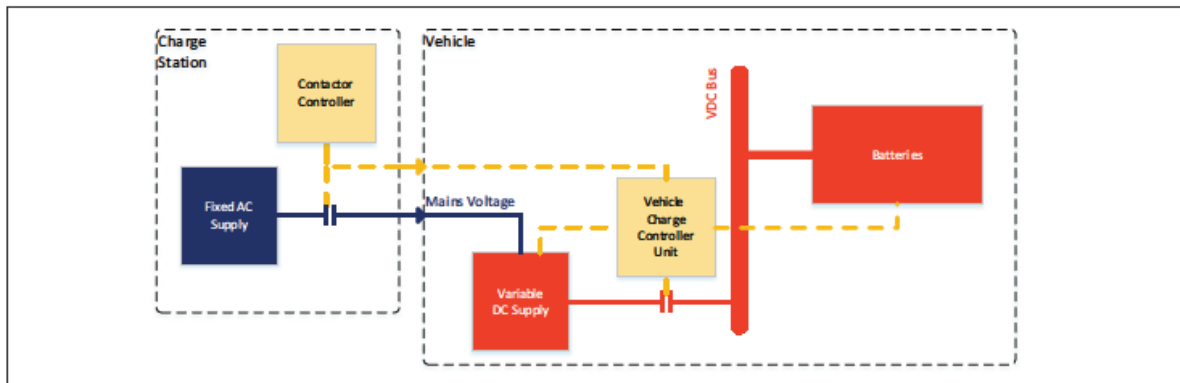 Charge
Station
Vehicle
Contactor
Controller
VDC Bus
Batteries
Fixed AC
Supply
Mains Voltage
Vehicle
Charge
Controller
Unit
Variable
DC Supply